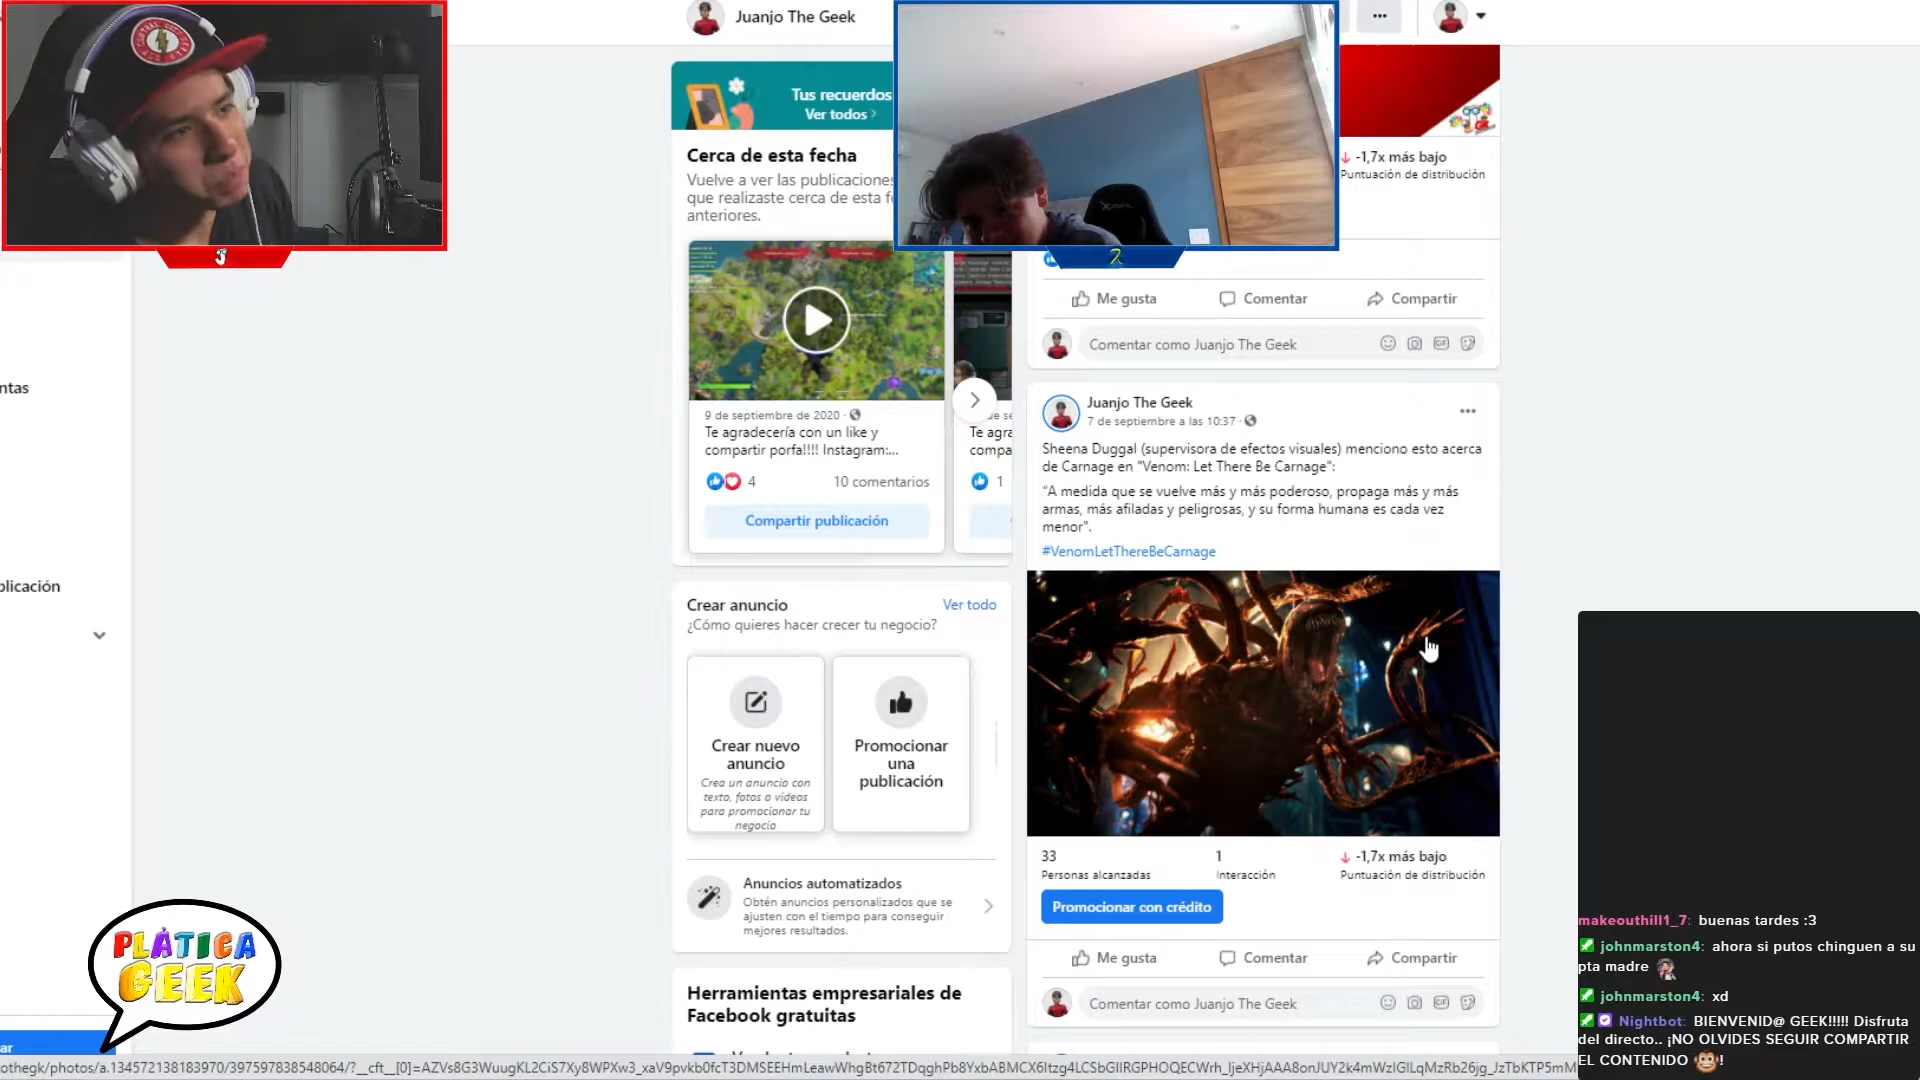 Juanjo The Geek
Tus recuerdos
Ver todos
Cerca de esta fecha
Vuelve a ver las publicaciones
que realizaste cerca de esta fe
anteriores.
9 de septiembre de 2020
Te agradecería con un like y
compartir porfa!!!! Instagram:...
4
10 comentarios
Compartir publicación
de se
Te agra
compa
1
Crear anuncio
Ver todo
¿Cómo quieres hacer crecer tu negocio?
Crear nuevo
anuncio
Crea un anuncio con
texto, fotos o videos
para promocionar tu
negocio
Promocionar
una
publicación
Anuncios automatizados
Obtén anuncios personalizados que se
ajusten con el tiempo para conseguir
mejores resultados.
Herramientas empresariales de
Facebook gratuitas
-1,7x más bajo
Puntuación de distribución
Me gusta
Comentar
Compartir
Comentar como Juanjo The Geek
GIF
Juanjo The Geek
7 de septiembre a las 10:37
Sheena Duggal (supervisora de efectos visuales) menciono esto acerca
de Carnage en "Venom: Let There Be Carnage":
"A medida que se vuelve más y más poderoso, propaga más y más
armas, más afiladas y peligrosas, y su forma humana es cada vez
menor".
#VenomLetThereBeCarnage
33
Personas alcanzadas
1
Interacción
-1,7x más bajo
Puntuación de distribución
Promocionar con crédito
Me gusta
Comentar
Compartir
Comentar como Juanjo The Geek
GIF
ntas
blicación
ar
PLÁTICA
GEEK
makeouthill1_7: buenas tardes :3
johnmarston4: ahora si putos chinguen a su
pta madre
johnmarston4: xd
Nightbot: BIENVENID@ GEEK!!!!! Disfruta
del directo.. ¡NO OLVIDES SEGUIR COMPARTIR
EL CONTENIDO !